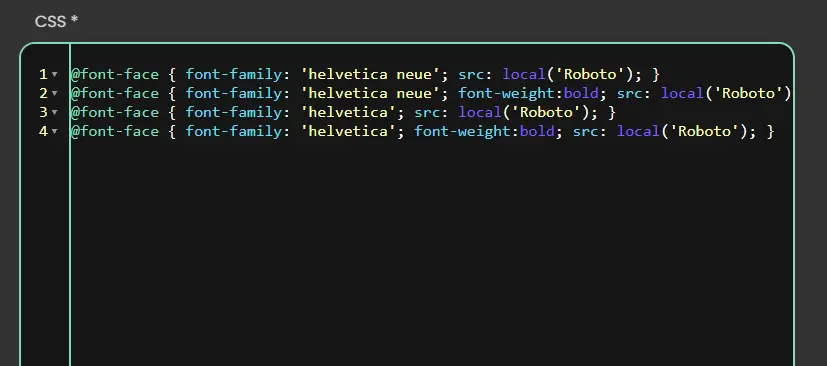 CSS *
1 @font-face { font-family: 'helvetica neue'; src: local('Roboto'); }
2 @font-face { font-family: 'helvetica neue'; font-weight:bold; src: local('Roboto')
3 @font-face { font-family: 'helvetica'; src: local('Roboto'); }
4 @font-face { font-family: 'helvetica'; font-weight:bold; src: local('Roboto'); }